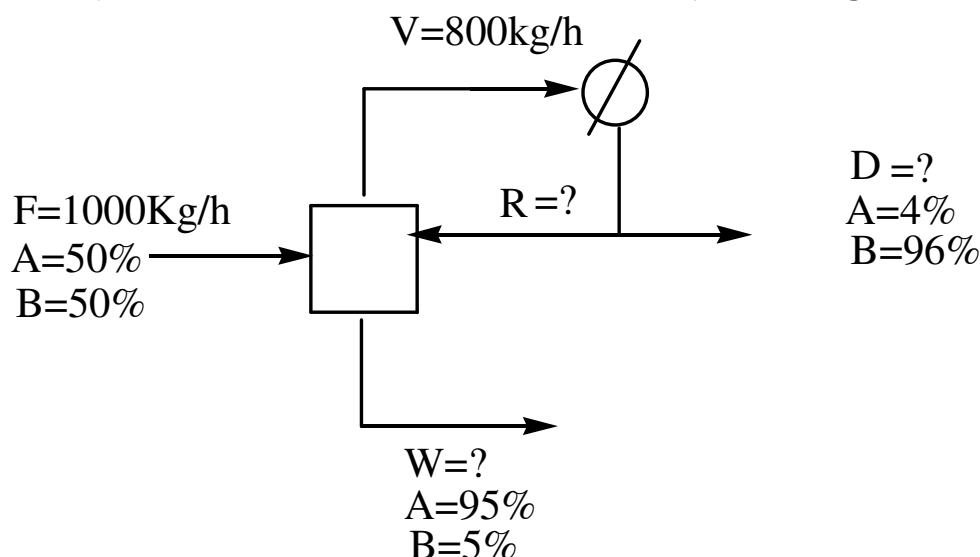 V=800kg/h
F=1000Kg/h
A=50%
B=50%
R=?
D =?
A=4%
B=96%
W=?
A=95%
B=5%